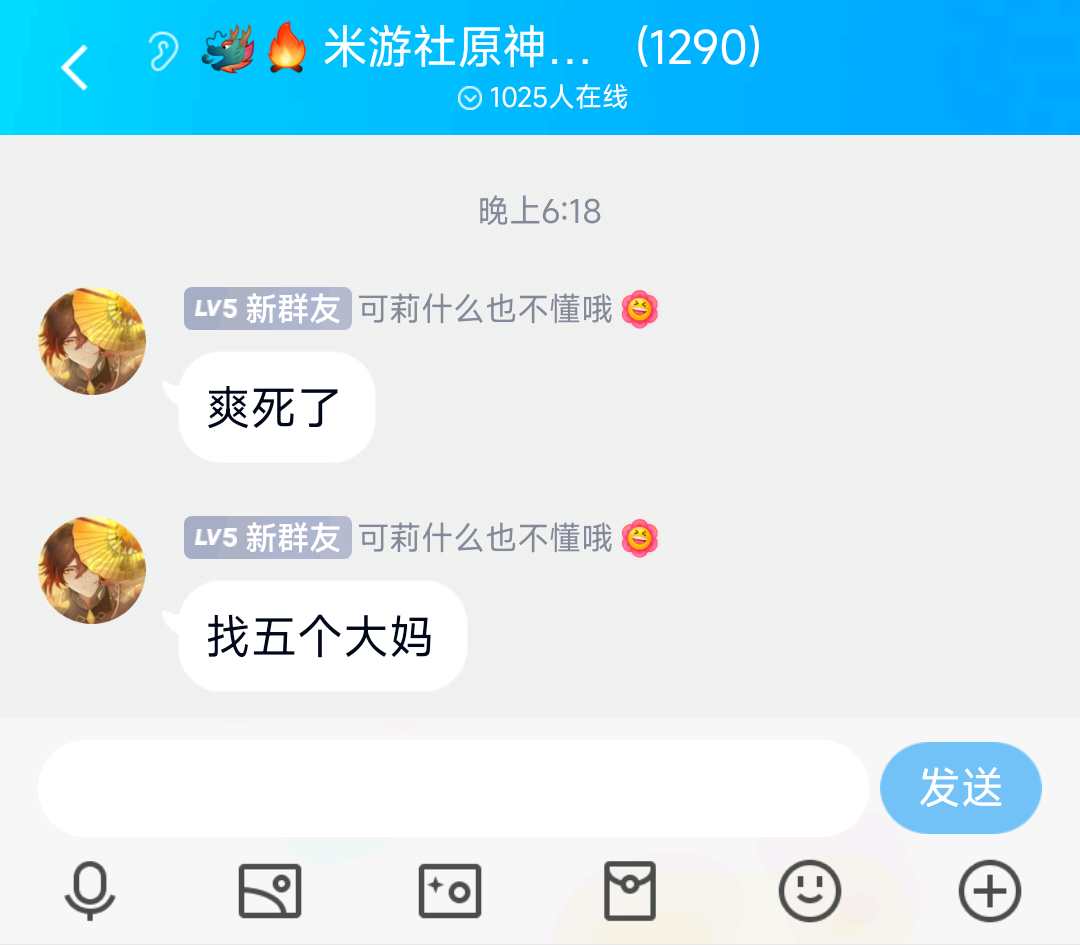 米游社原神... (1290)
1025人在线
晚上6:18
LV5 新群友 可莉什么也不懂哦
爽死了
LV5 新群友 可莉什么也不懂哦
找五个大妈
发送